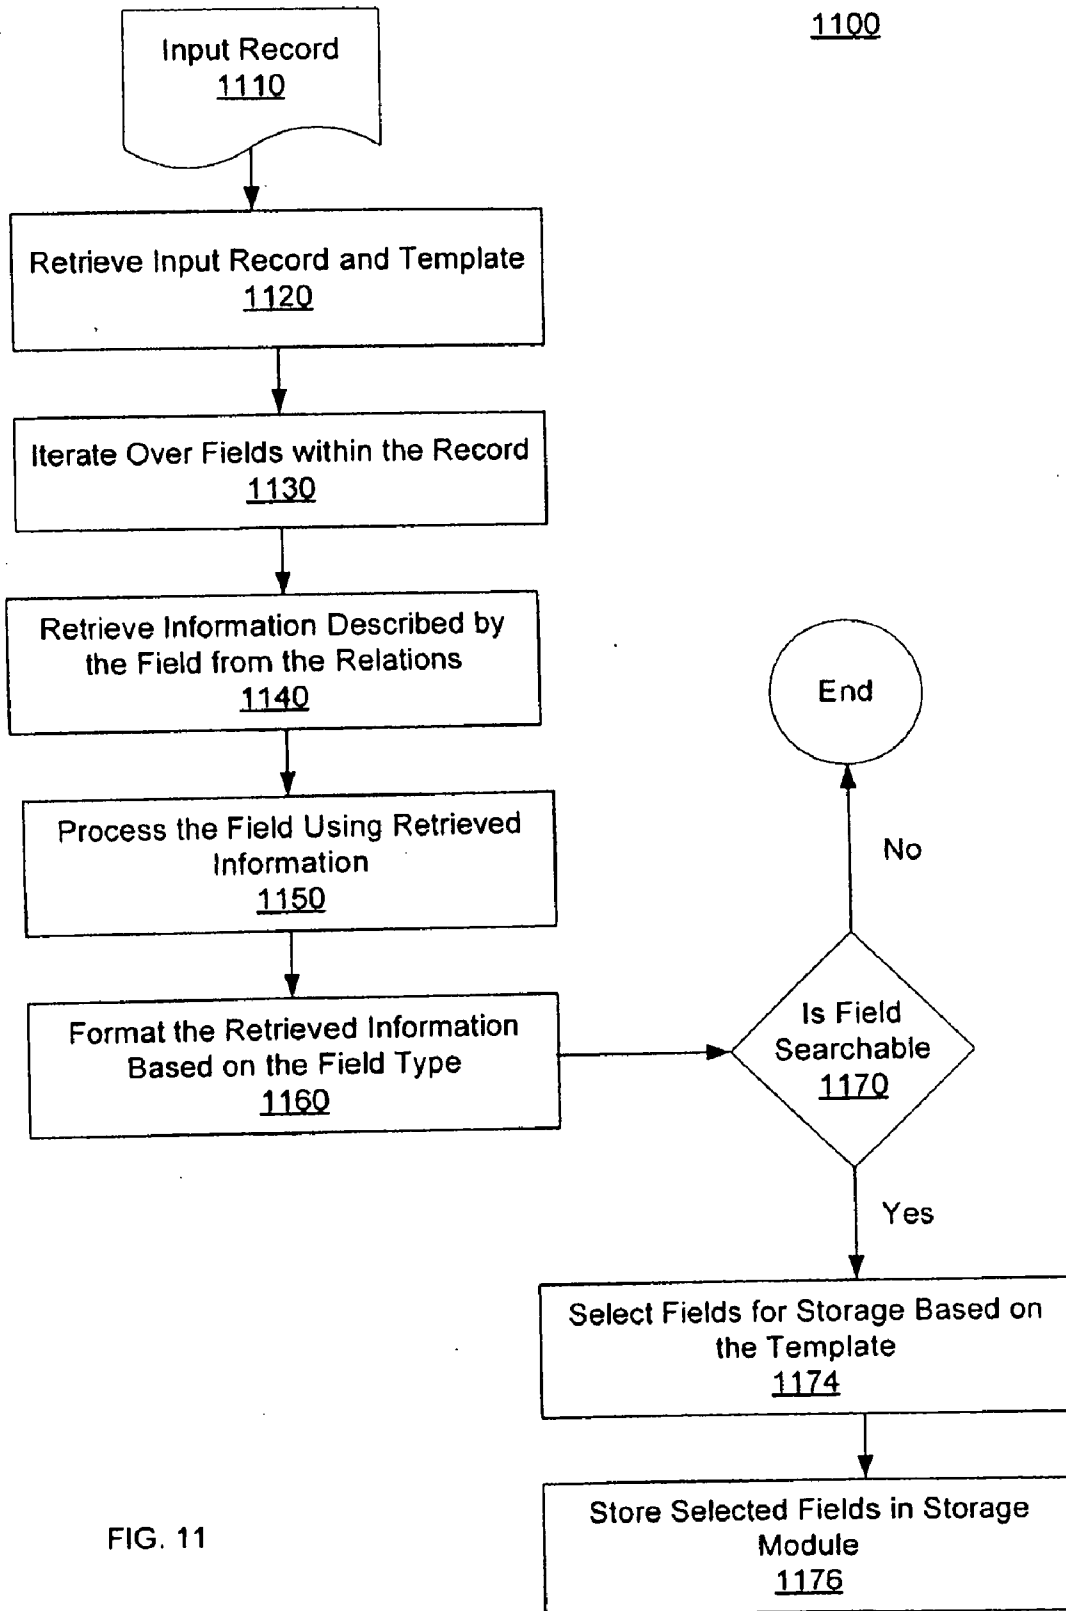 1100
Input Record
1110
Retrieve Input Record and Template
1120
Iterate Over Fields within the Record
1130
Retrieve Information Described by
the Field from the Relations
1140
Process the Field Using Retrieved
Information
1150
Format the Retrieved Information
Based on the Field Type
1160
Is Field
Searchable
1170
No
End
Yes
Select Fields for Storage Based on
the Template
1174
Store Selected Fields in Storage
Module
1176
FIG. 11